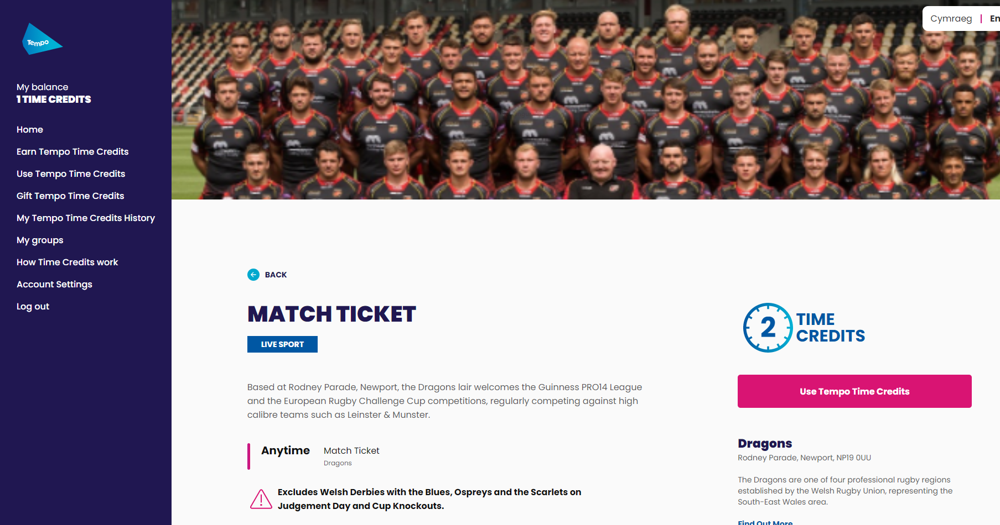 Tempo
My balance
1 TIME CREDITS
Home
Earn Tempo Time Credits
Use Tempo Time Credits
Gift Tempo Time Credits
My Tempo Time Credits History
My groups
How Time Credits work
Account Settings
Log out
Cymraeg | En
BACK
MATCH TICKET
LIVE SPORT
Based at Rodney Parade, Newport, the Dragons lair welcomes the Guinness PRO14 League
and the European Rugby Challenge Cup competitions, regularly competing against high
calibre teams such as Leinster & Munster.
Anytime
Match Ticket
Dragons
Excludes Welsh Derbies with the Blues, Ospreys and the Scarlets on
Judgement Day and Cup Knockouts.
2
TIME
CREDITS
Use Tempo Time Credits
Dragons
Rodney Parade, Newport, NP19 0UU
The Dragons are one of four professional rugby regions
established by the Welsh Rugby Union, representing the
South-East Wales area.
Find Out More